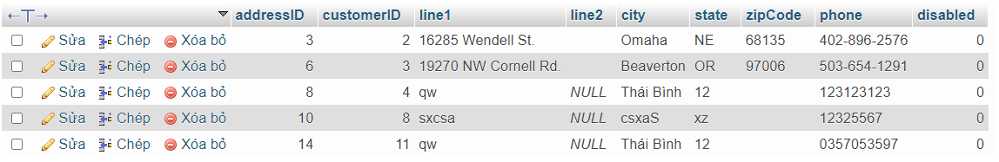 addressID customerID line1 line2 city state zipCode phone disabled
Sửa Chép Xóa bỏ 3 2 16285 Wendell St. Omaha NE 68135 402-896-2576 0
Sửa Chép Xóa bỏ 6 3 19270 NW Cornell Rd. Beaverton OR 97006 503-654-1291 0
Sửa Chép Xóa bỏ 8 4 qw NULL Thái Bình 12 123123123 0
Sửa Chép Xóa bỏ 10 8 sxcsa NULL csxaS xz 12325567 0
Sửa Chép Xóa bỏ 14 11 qw NULL Thái Bình 12 0357053597 0